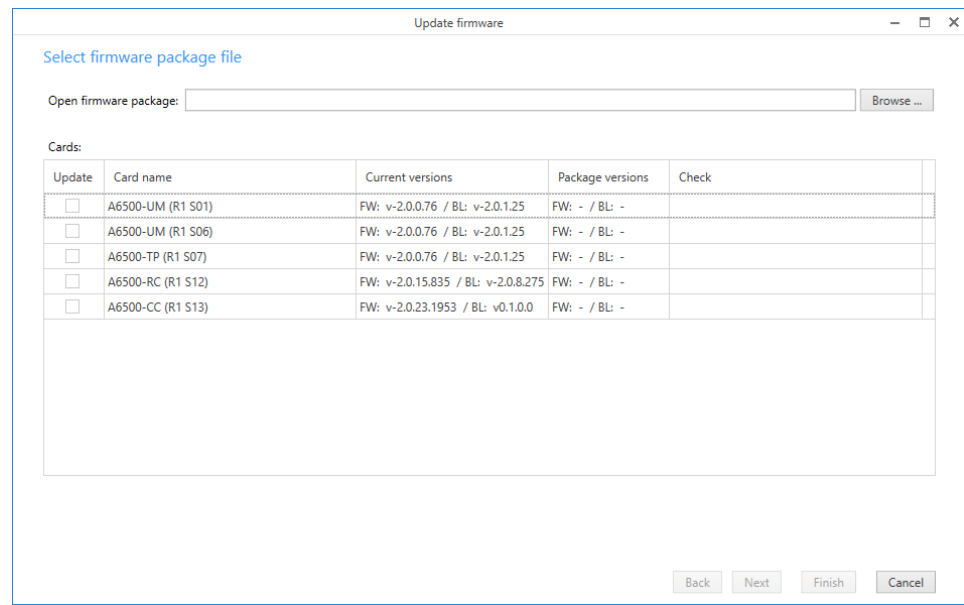 Update firmware
Select firmware package file
Open firmware package: Browse ...
Cards:
Update Card name Current versions Package versions Check
A6500-UM (R1 S01) FW: v-2.0.0.76 / BL: v-2.0.1.25 FW: - / BL: -
A6500-UM (R1 S06) FW: v-2.0.0.76 / BL: v-2.0.1.25 FW: - / BL: -
A6500-TP (R1 S07) FW: v-2.0.0.76 / BL: v-2.0.1.25 FW: - / BL: -
A6500-RC (R1 S12) FW: v-2.0.15.835 / BL: v-2.0.8.275 FW: - / BL: -
A6500-CC (R1 S13) FW: v-2.0.23.1953 / BL: v0.1.0.0 FW: - / BL: -
Back Next Finish Cancel